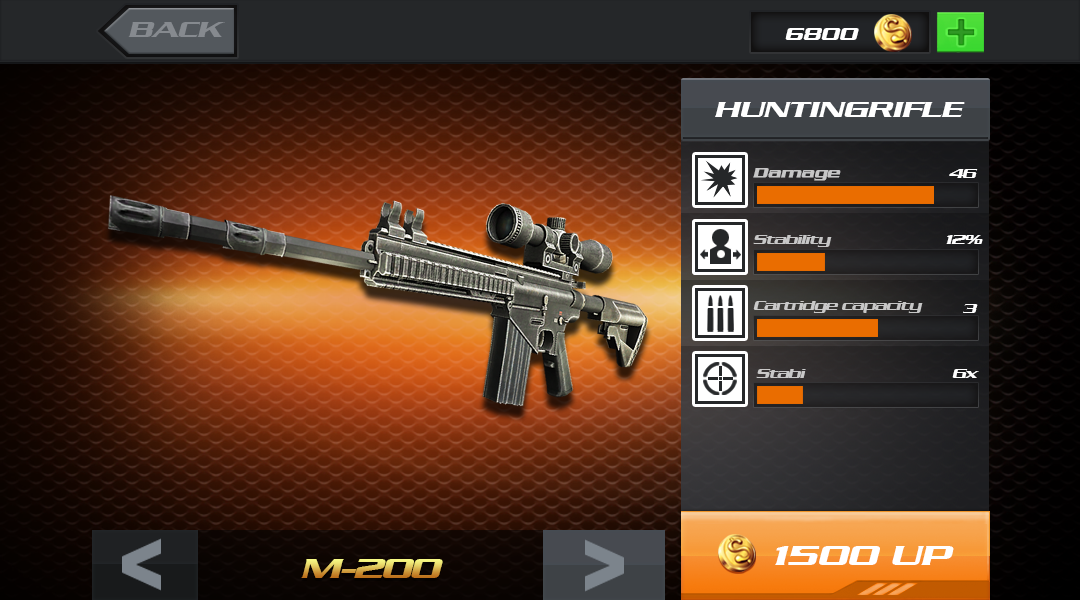 BACK
6800
HUNTINGRIFLE
Damage 46
Stability 12%
Cartridge capacity 3
Stabi 6x
< M-200 >
1500 UP